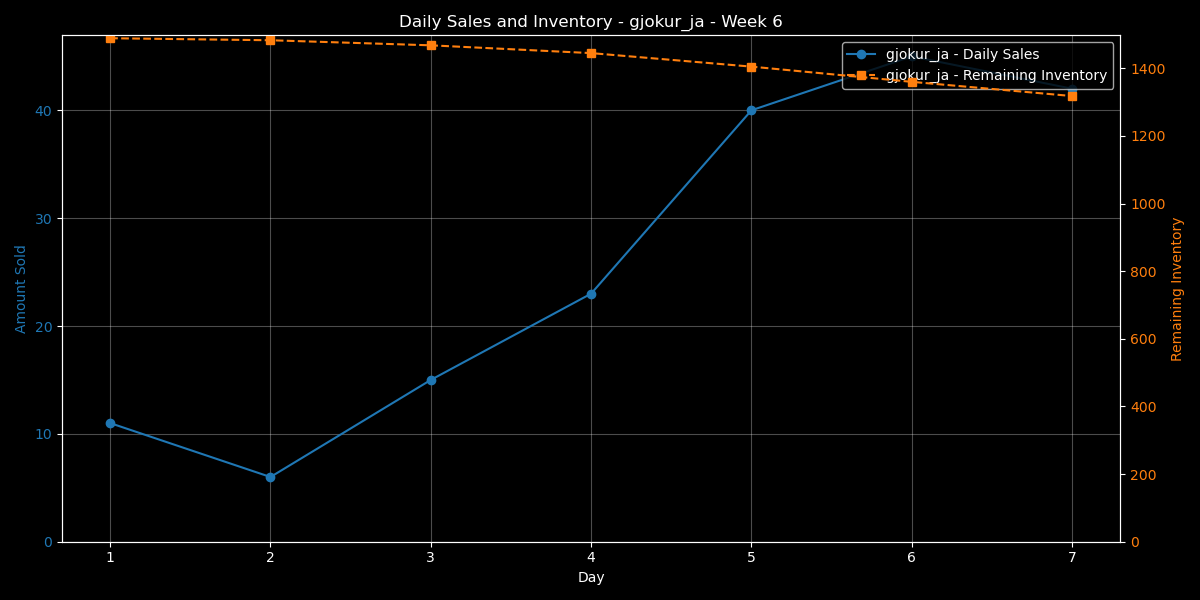 Daily Sales and Inventory - gjokur_ja - Week 6
gjokur_ja - Daily Sales
gjokur_ja - Remaining Inventory
Amount Sold
40
30
20
10
0
1400
1200
1000
800
600
400
200
0
Remaining Inventory
1 2 3 4 5 6 7
Day